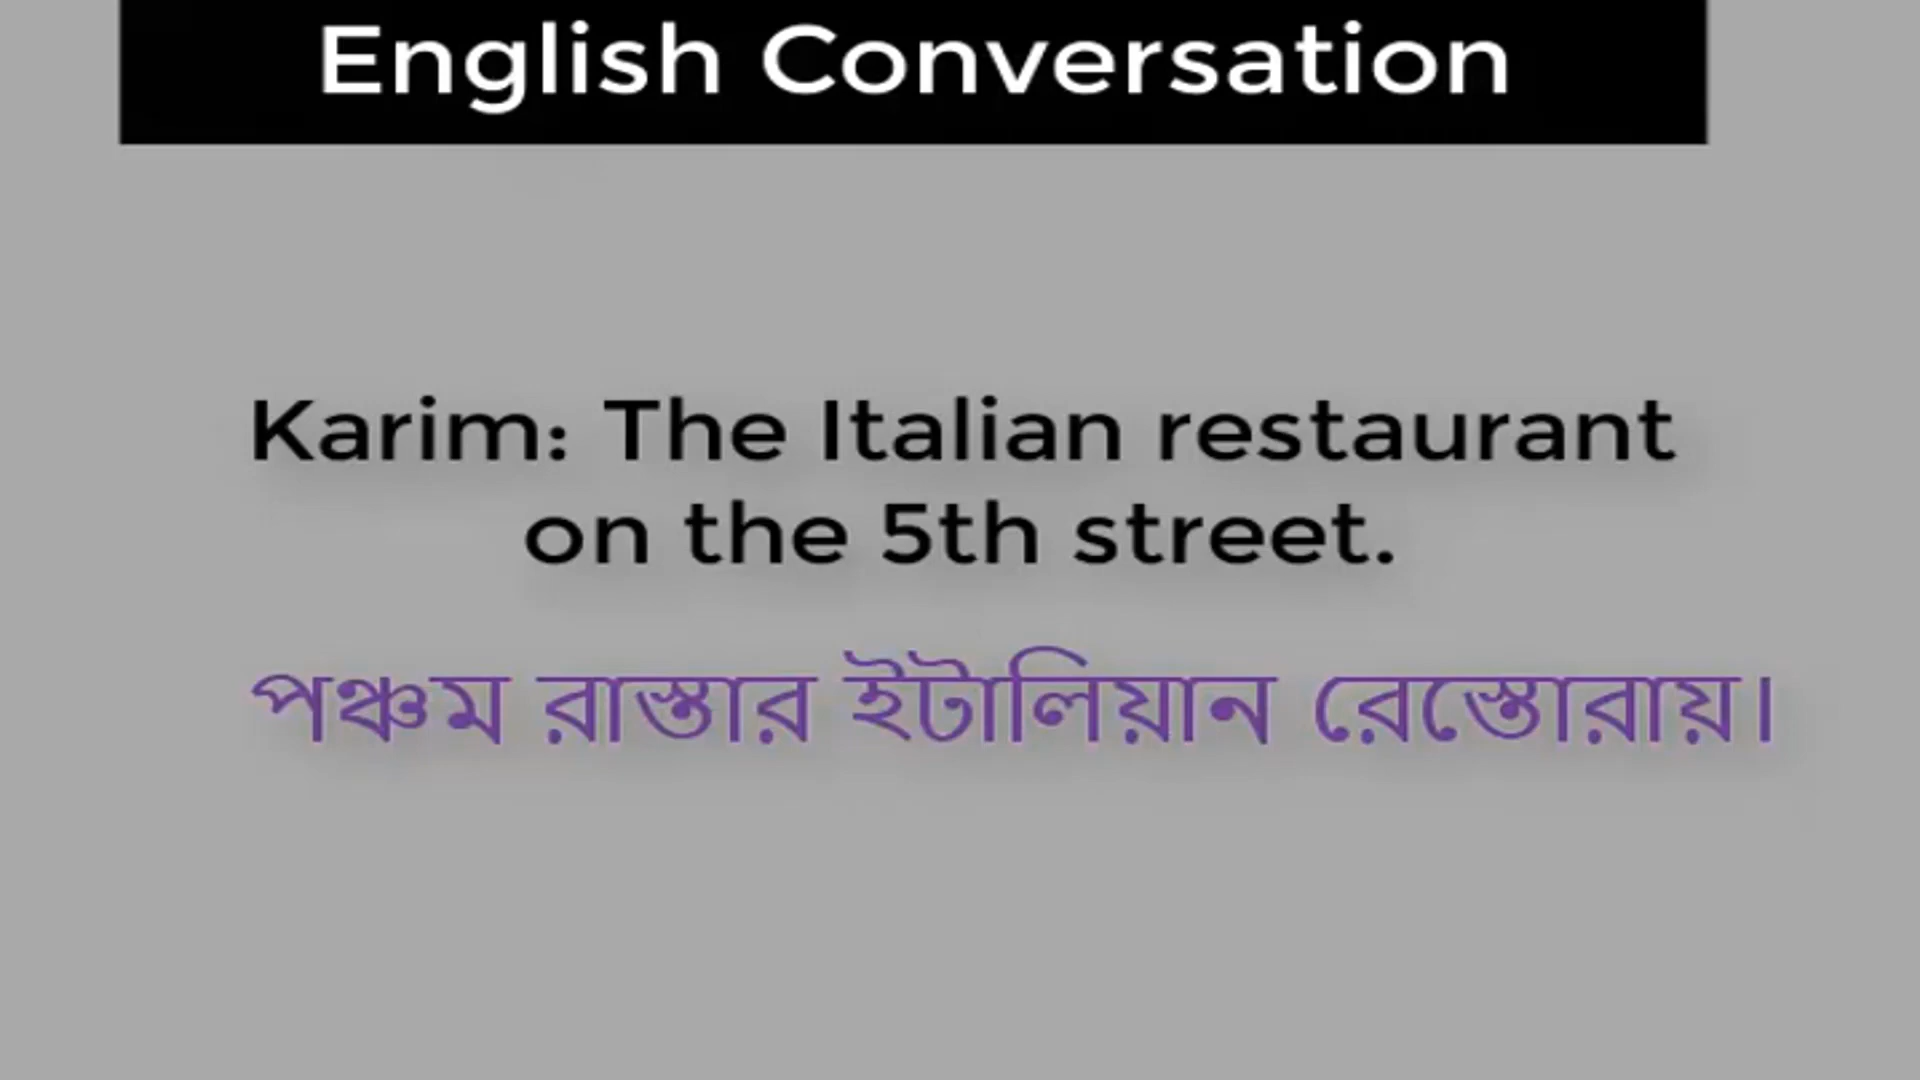 English Conversation
Karim: The Italian restaurant
on the 5th street.
পঞ্চম রাস্তার ইটালিয়ান রেস্তোরায়।